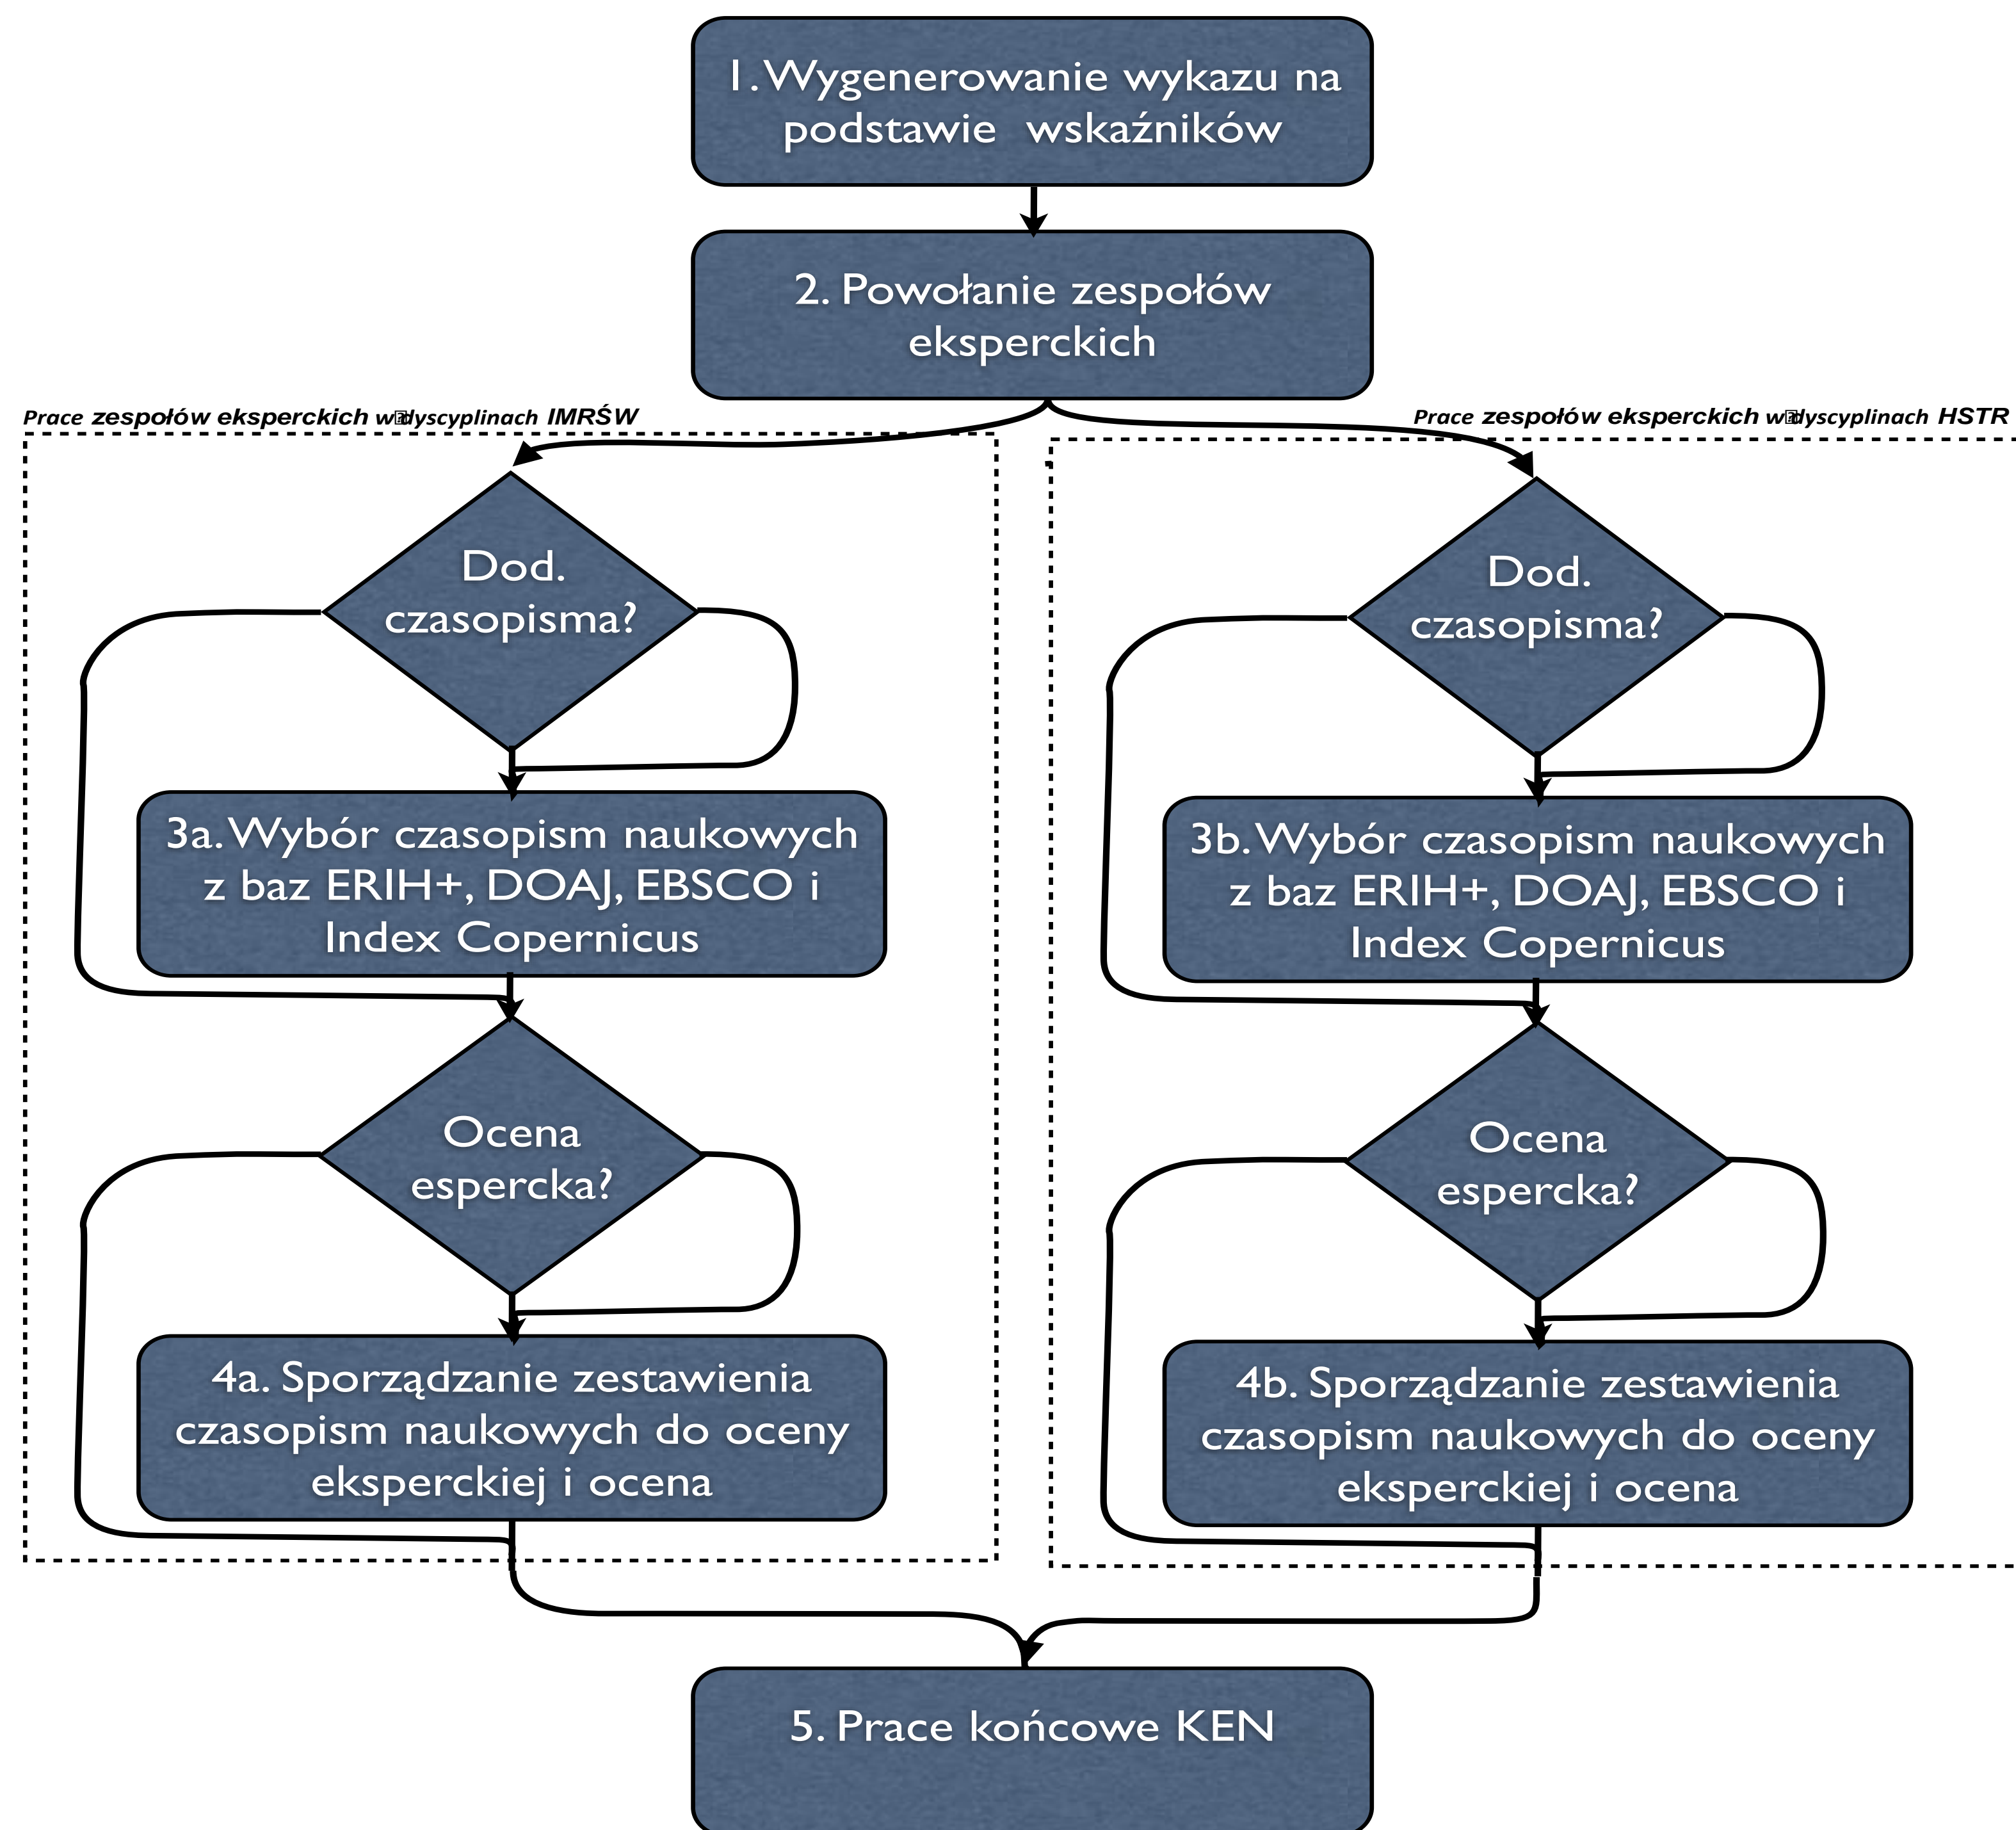 1. Wygenerowanie wykazu na
podstawie wskaźników
2. Powołanie zespołów
eksperckich
Prace zespołów eksperckich w dyscyplinach IMRŚW
Dod.
czasopisma?
3a. Wybór czasopism naukowych
z baz ERIH+, DOAJ, EBSCO i
Index Copernicus
Ocena
espercka?
4a. Sporządzanie zestawienia
czasopism naukowych do oceny
eksperckiej i ocena
Prace zespołów eksperckich w dyscyplinach HSTR
Dod.
czasopisma?
3b. Wybór czasopism naukowych
z baz ERIH+, DOAJ, EBSCO i
Index Copernicus
Ocena
espercka?
4b. Sporządzanie zestawienia
czasopism naukowych do oceny
eksperckiej i ocena
5. Prace końcowe KEN